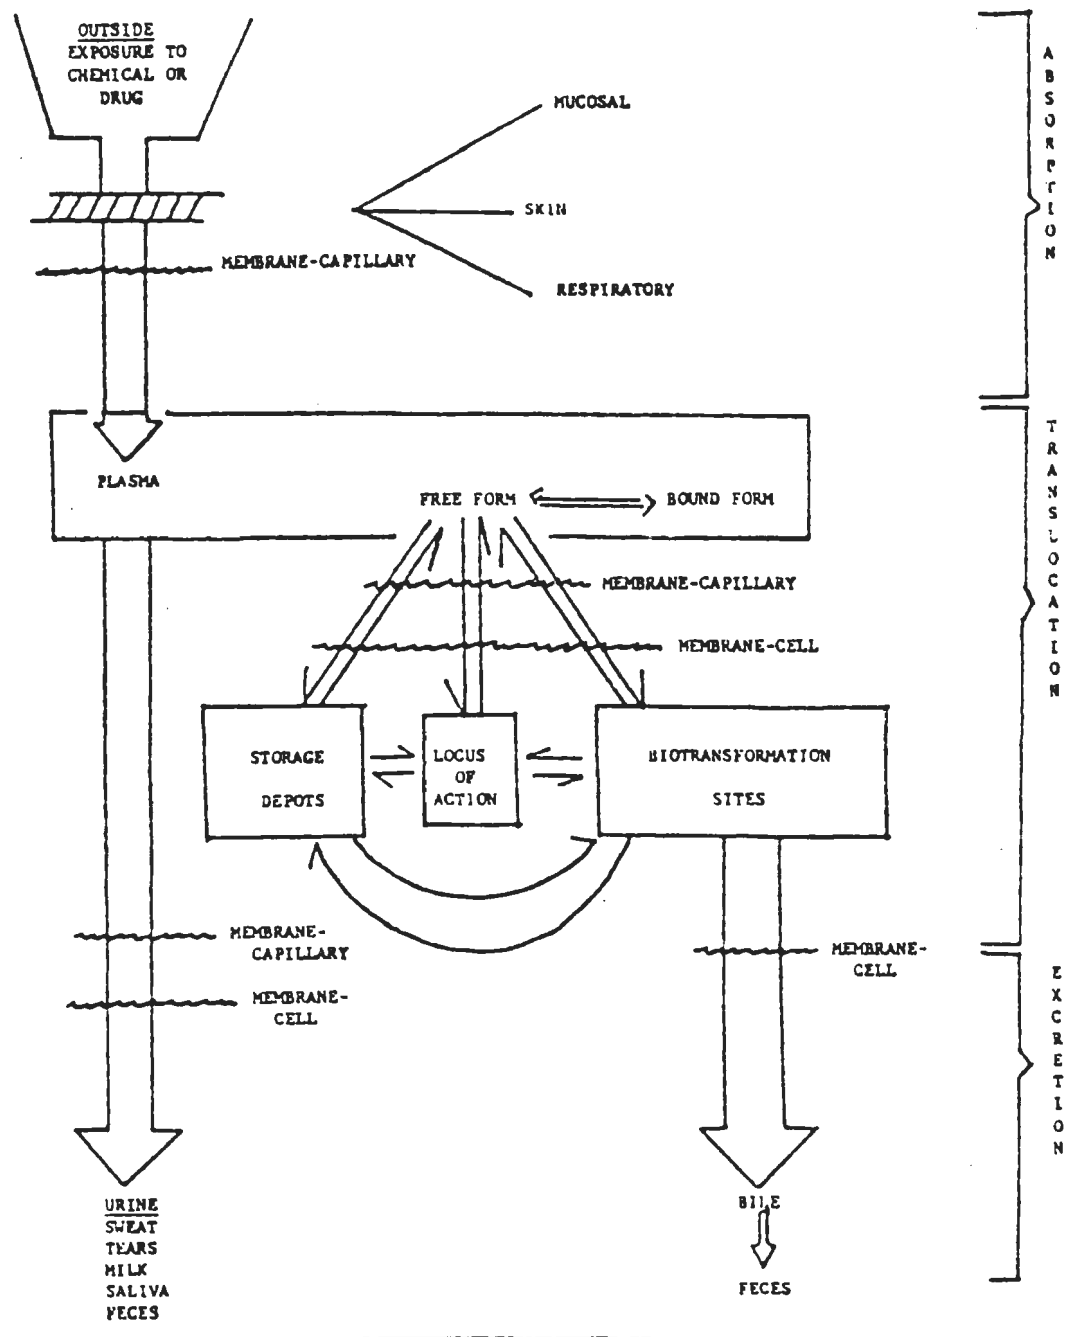 OUTSIDE
EXPOSURE TO
CHEMICAL OR
DRUG
MUCOSAL
SKIN
RESPIRATORY
MEMBRANE-CAPILLARY
ABSORPTION
PLASMA
FREE FORM
BOUND FORM
MEMBRANE-CAPILLARY
MEMBRANE-CELL
TRANSLOCATION
STORAGE
DEPOTS
LOCUS
OF
ACTION
BIOTRANSFORMATION
SITES
MEMBRANE-
CAPILLARY
MEMBRANE-
CELL
MEMBRANE-
CELL
EXCRETION
URINE
SWEAT
TEARS
MILK
SALIVA
FECES
BILE
FECES